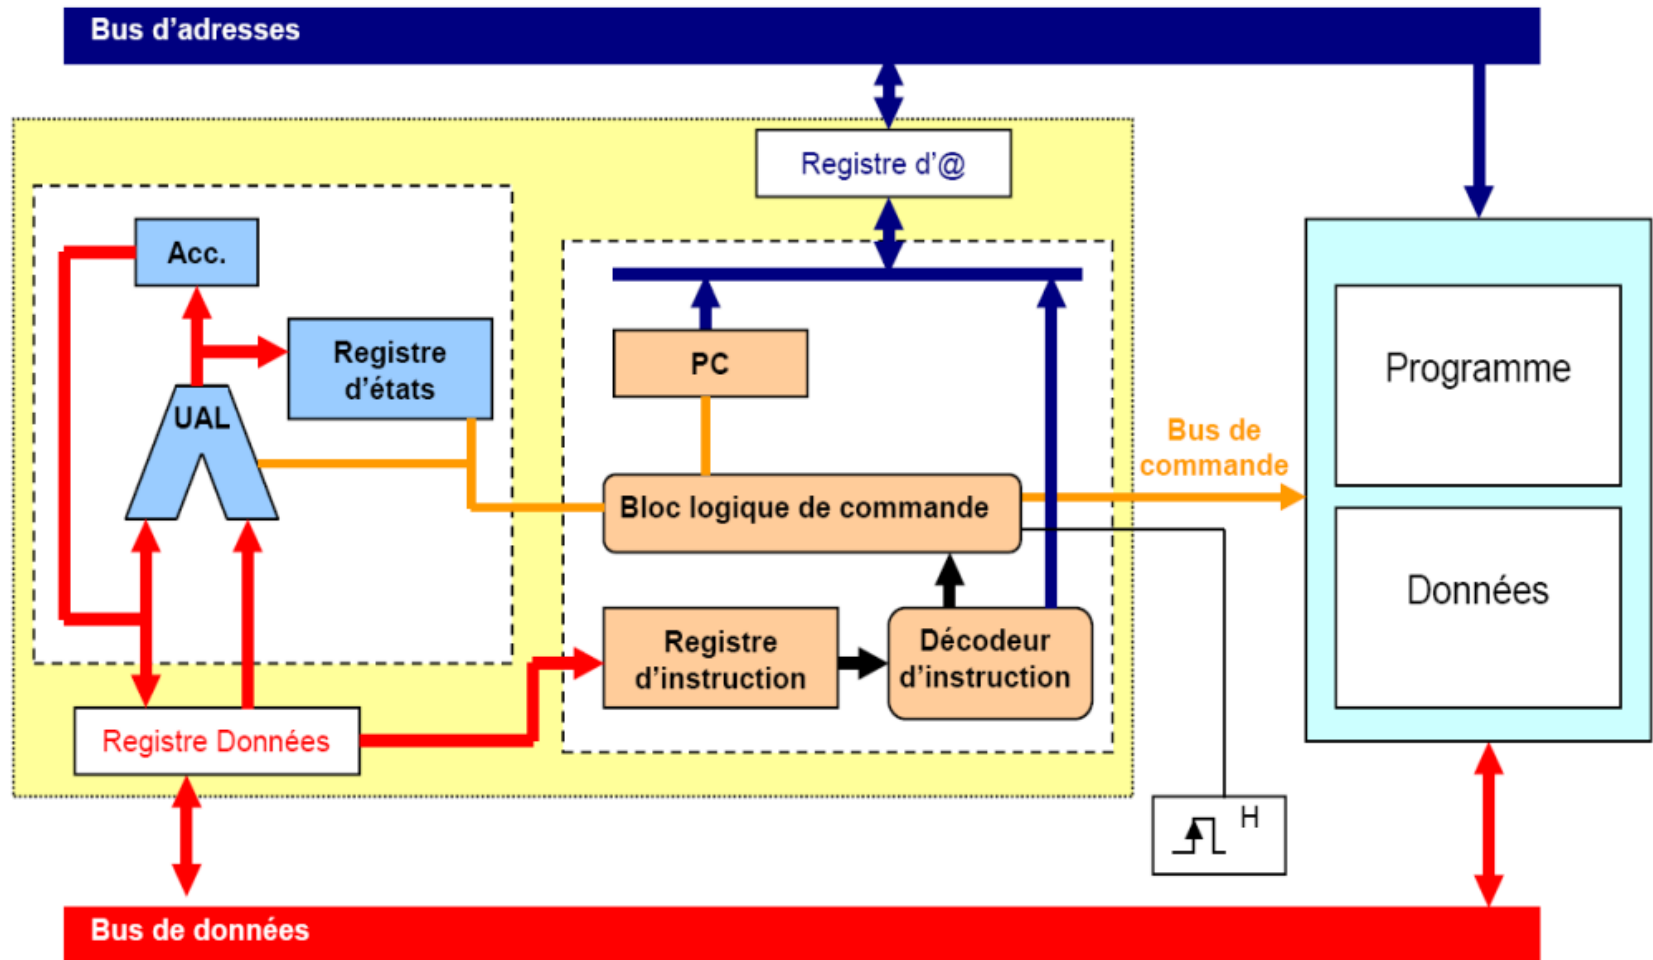 Bus d’adresses
Registre d’@
Acc.
Registre
d’états
UAL
PC
Bus de
commande
Programme
Bloc logique de commande
Données
Registre
d’instruction
Décodeur
d’instruction
Registre Données
H
Bus de données